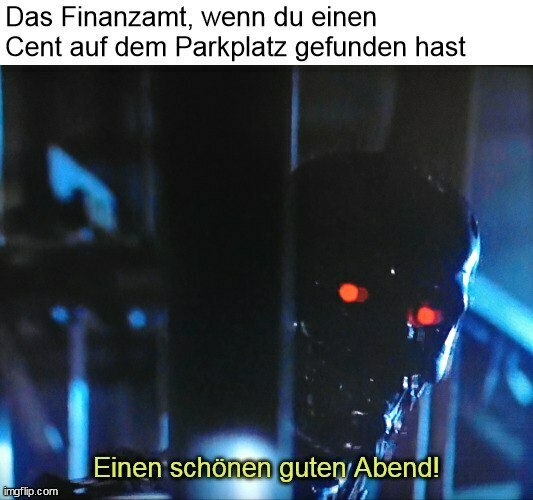 Das Finanzamt, wenn du einen
Cent auf dem Parkplatz gefunden hast
Einen schönen guten Abend!
imgflip.com